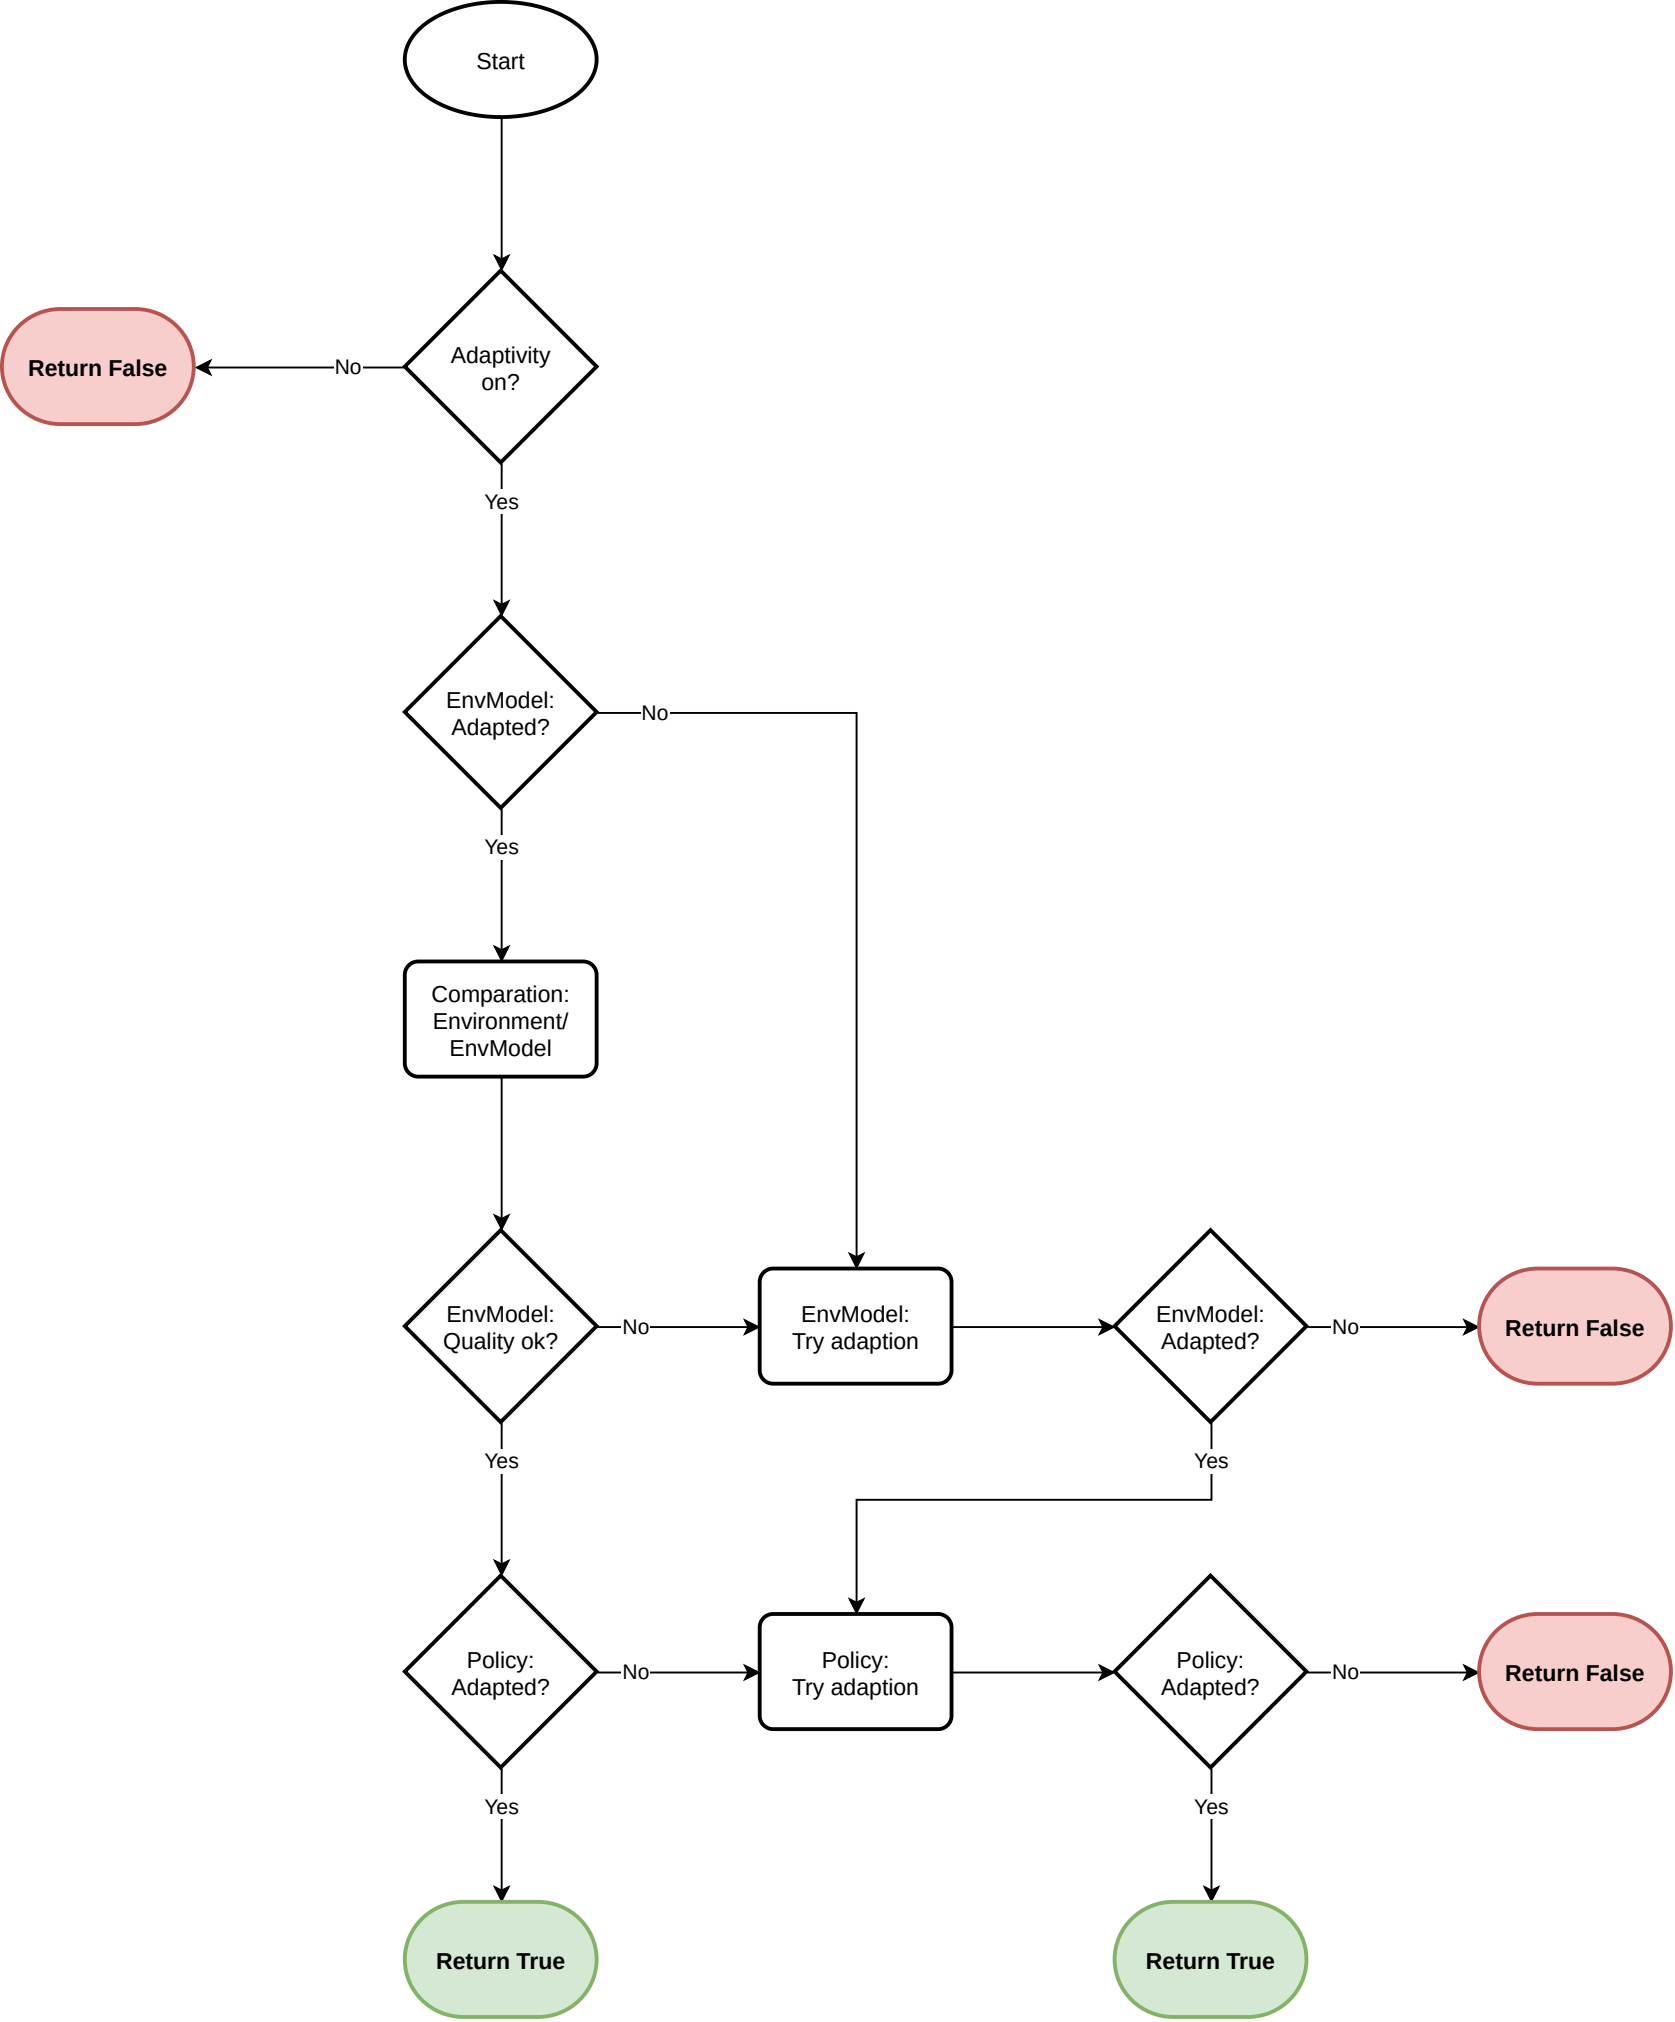 Start
Adaptivity
on?
No
Return False
Yes
EnvModel:
Adapted?
No
Yes
Comparation:
Environment/
EnvModel
EnvModel:
Quality ok?
No
EnvModel:
Try adaption
EnvModel:
Adapted?
No
Return False
Yes
Yes
Policy:
Adapted?
No
Policy:
Try adaption
Policy:
Adapted?
No
Return False
Yes
Yes
Return True
Return True